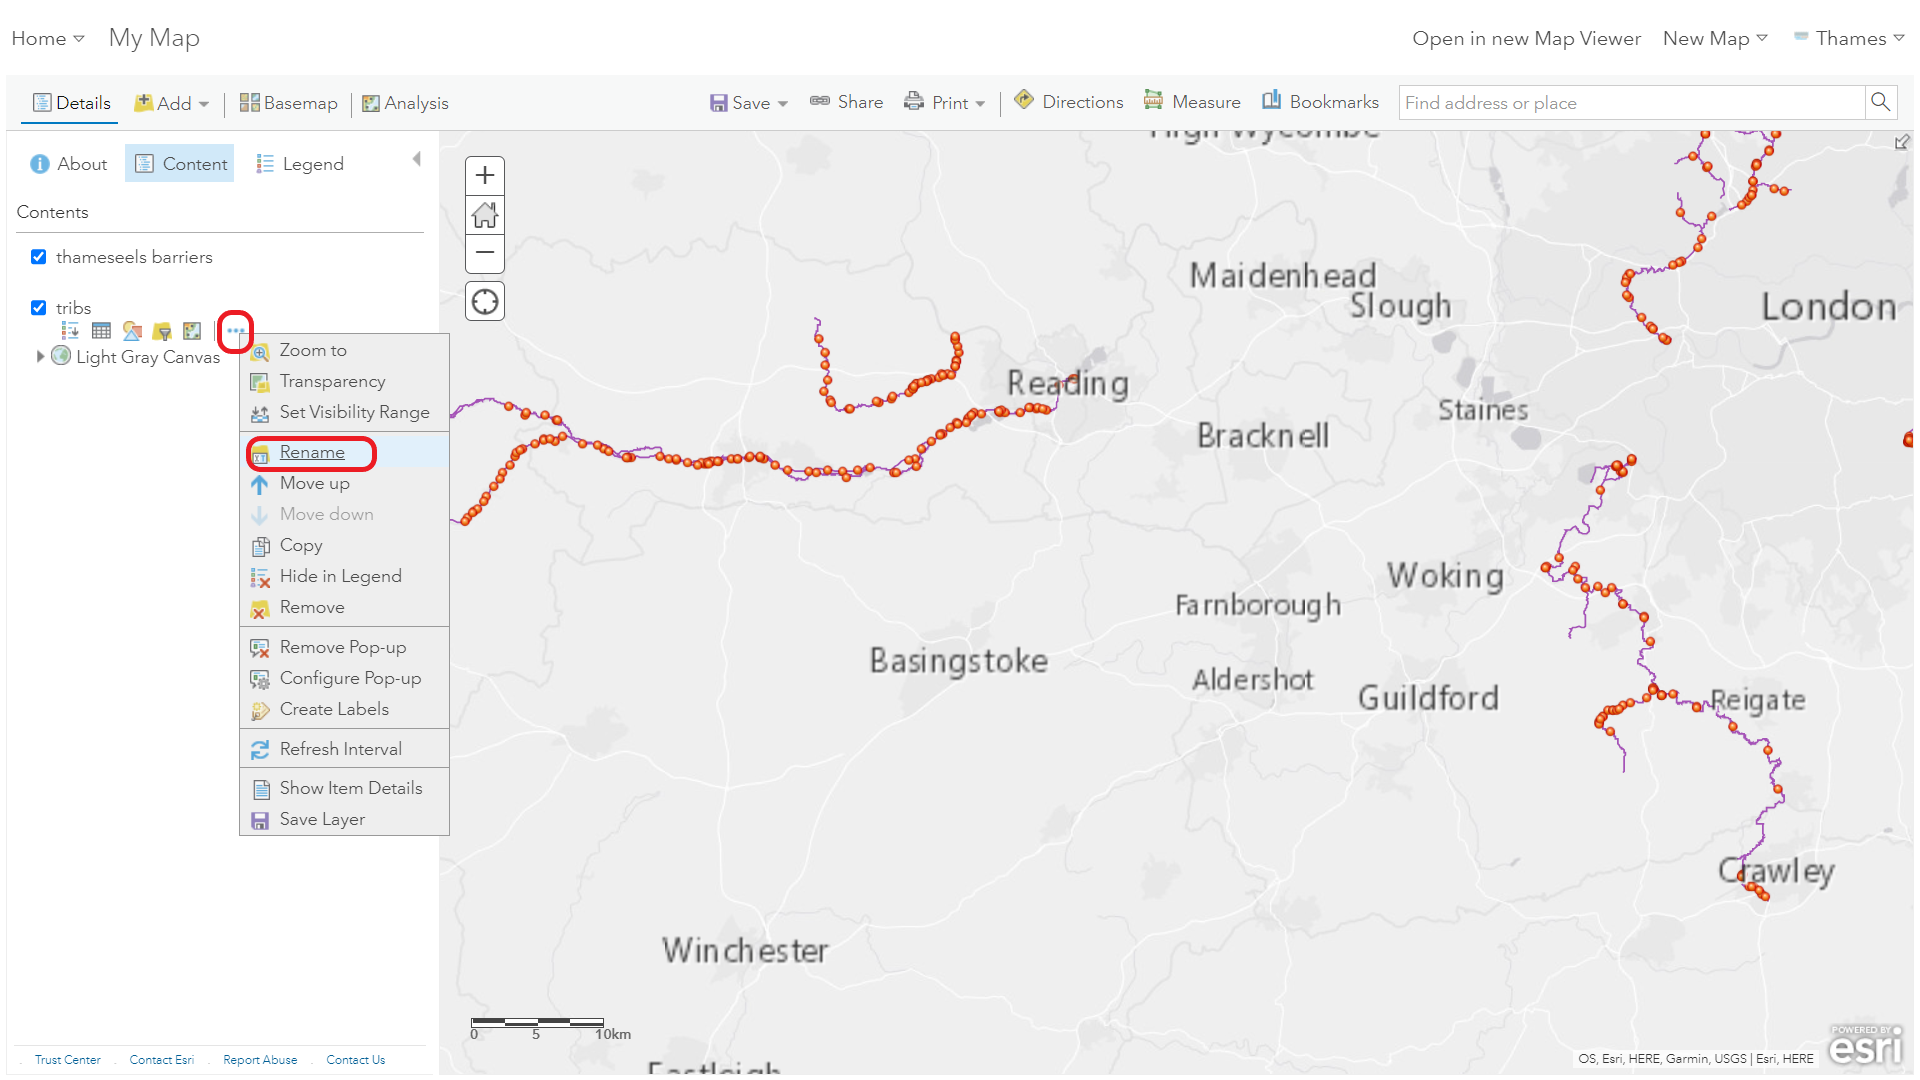 Home My Map Open in new Map Viewer New Map Thames
Details Add Basemap Analysis Save Share Print Directions Measure Bookmarks Find address or place
About Content Legend
Contents
thameseels barriers
tribs
Light Gray Canvas
Zoom to
Transparency
Set Visibility Range
Rename
Move up
Move down
Copy
Hide in Legend
Remove
Remove Pop-up
Configure Pop-up
Create Labels
Refresh Interval
Show Item Details
Save Layer
High Wycombe
Maidenhead
Slough
London
Reading
Staines
Bracknell
Woking
Farnborough
Basingstoke
Aldershot
Guildford
Reigate
Crawley
Winchester
Eastleigh
0 5 10km
Trust Center Contact Esri Report Abuse Contact Us
OS, Esri, HERE, Garmin, USGS | Esri, HERE
POWERED BY
esri